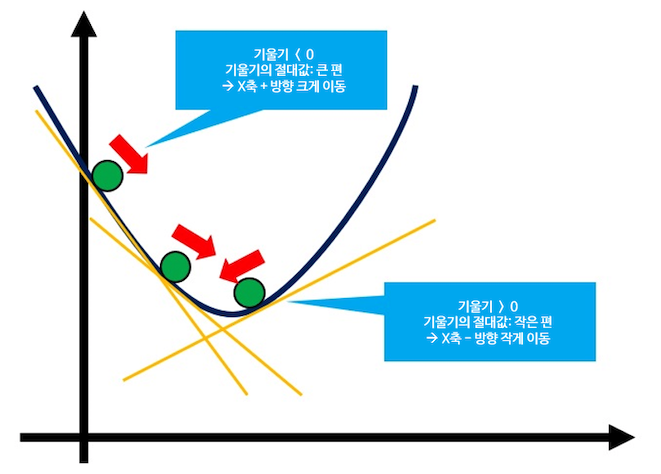 기울기 < 0
기울기의 절대값: 큰 편
→ X축 + 방향 크게 이동
기울기 > 0
기울기의 절대값: 작은 편
→ X축 - 방향 작게 이동